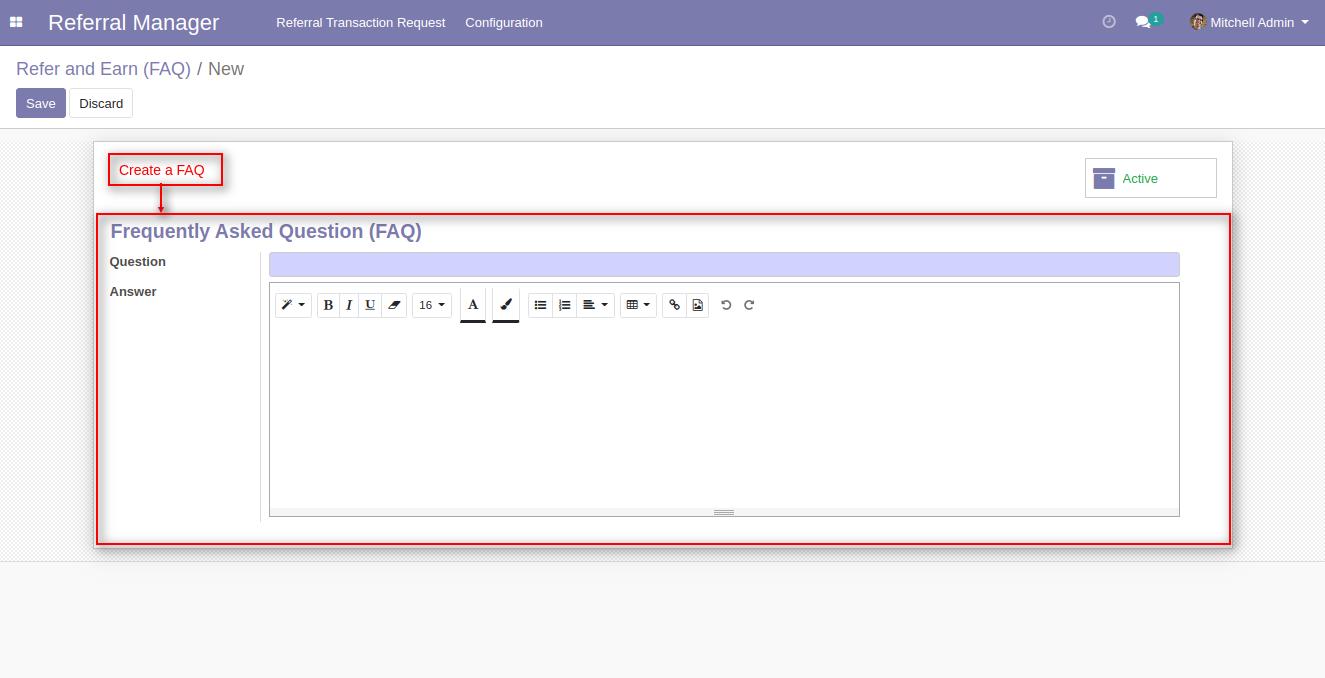 Referral Manager Referral Transaction Request Configuration 1 Mitchell Admin
Refer and Earn (FAQ) / New
Save Discard
Create a FAQ
Active
Frequently Asked Question (FAQ)
Question
Answer
B I U 16 A